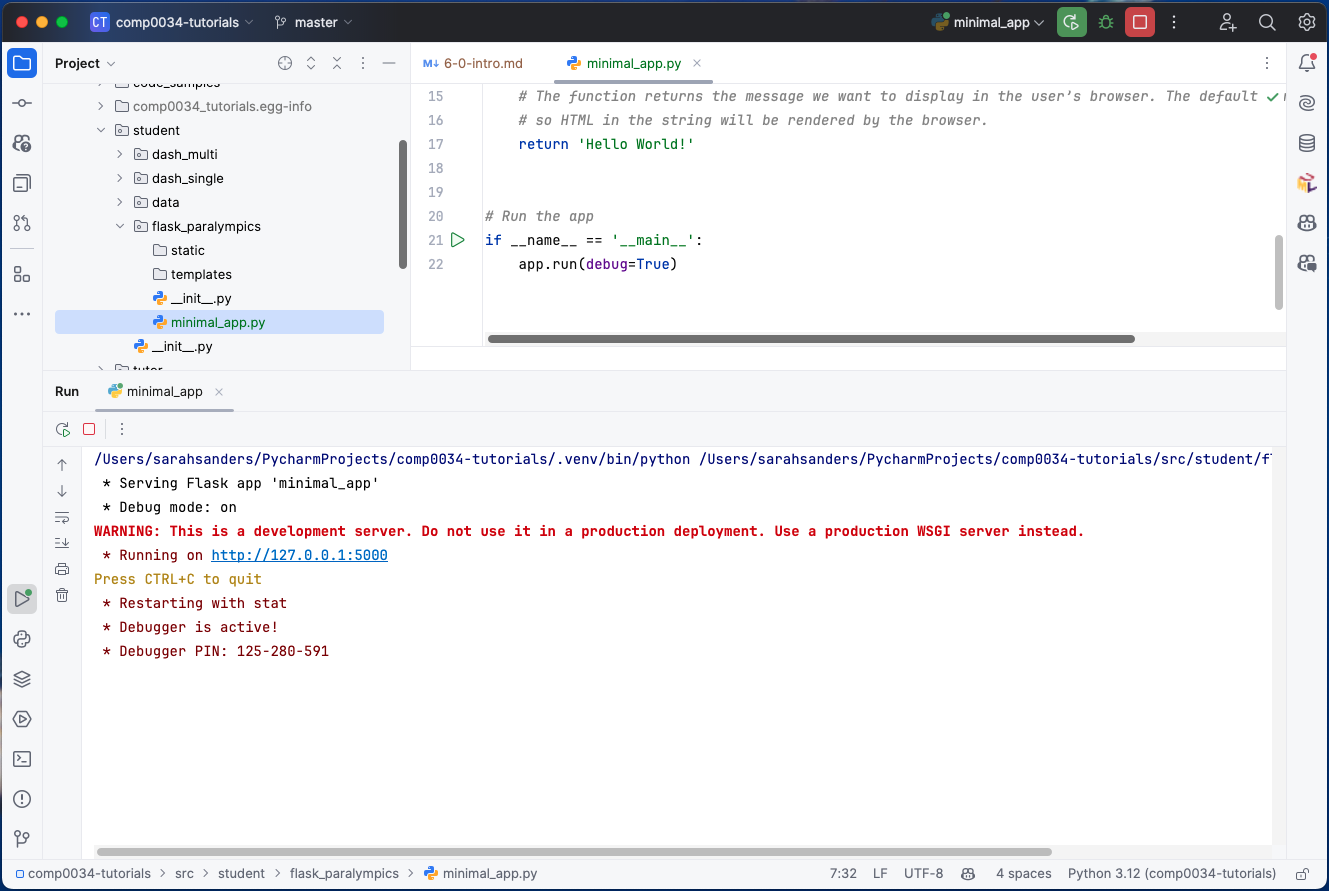 CT comp0034-tutorials master minimal_app
Project
6-0-intro.md
minimal_app.py
code_samples
comp0034_tutorials.egg-info
student
dash_multi
dash_single
data
flask_paralympics
static
templates
__init__.py
minimal_app.py
__init__.py
tutor
15 # The function returns the message we want to display in the user's browser. The default
16 # so HTML in the string will be rendered by the browser.
17 return 'Hello World!'
18
19
20 # Run the app
21 if __name__ == '__main__':
22 app.run(debug=True)
Run minimal_app
/Users/sarahsanders/PycharmProjects/comp0034-tutorials/.venv/bin/python /Users/sarahsanders/PycharmProjects/comp0034-tutorials/src/student/fl
* Serving Flask app 'minimal_app'
* Debug mode: on
WARNING: This is a development server. Do not use it in a production deployment. Use a production WSGI server instead.
* Running on http://127.0.0.1:5000
Press CTRL+C to quit
* Restarting with stat
* Debugger is active!
* Debugger PIN: 125-280-591
comp0034-tutorials > src > student > flask_paralympics > minimal_app.py 7:32 LF UTF-8 4 spaces Python 3.12 (comp0034-tutorials)